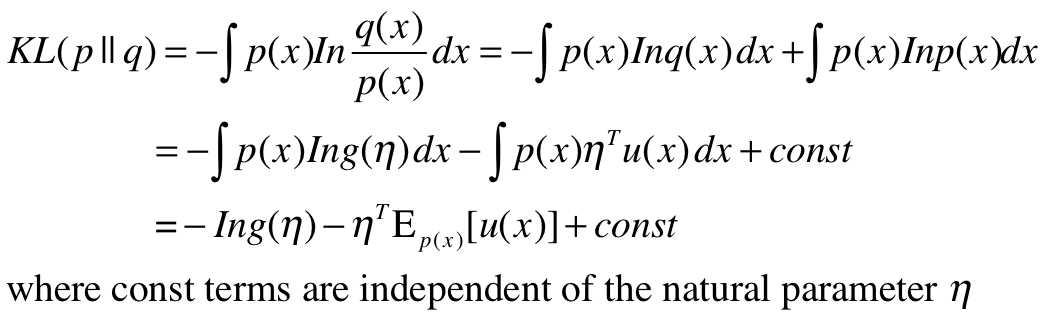 KL(p || q) = −∫ p(x)In q(x)/p(x) dx = −∫ p(x)Inq(x)dx + ∫ p(x)Inp(x)dx
= −∫ p(x)Ing(η)dx − ∫ p(x)η^T u(x)dx + const
= − Ing(η) − η^T E_p(x)[u(x)] + const
where const terms are independent of the natural parameter η